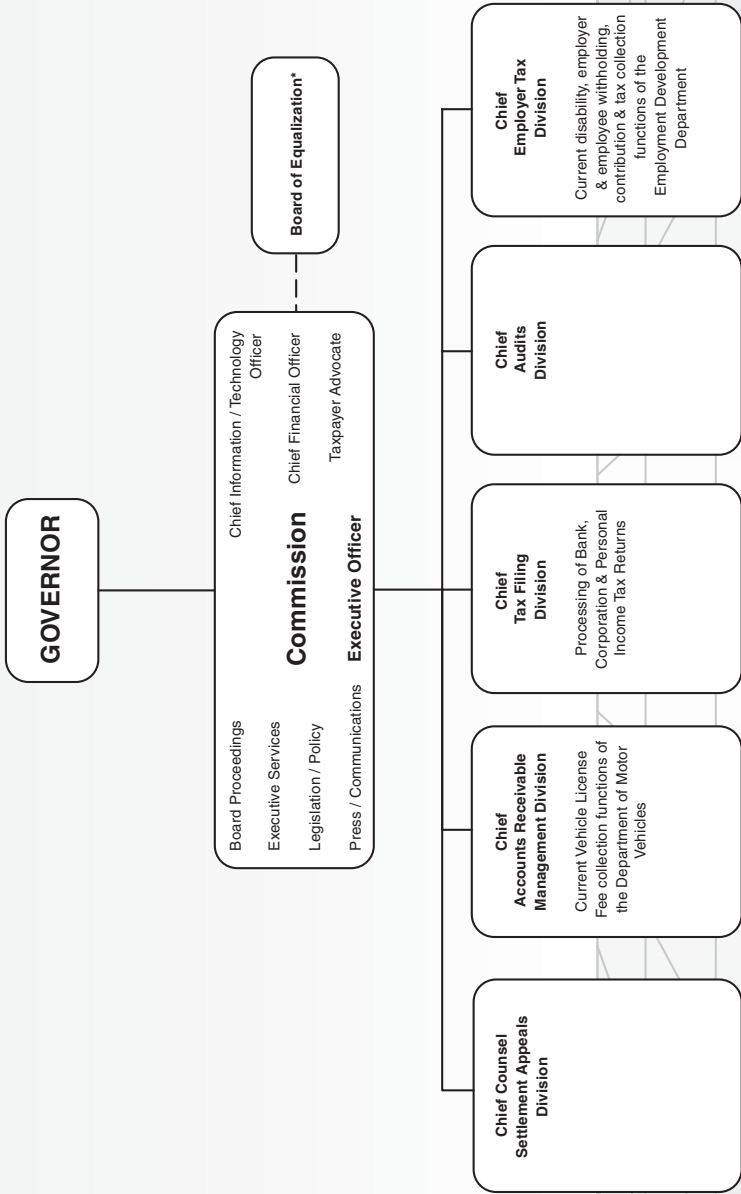 GOVERNOR
Board Proceedings
Executive Services
Legislation / Policy
Press / Communications
Commission
Executive Officer
Chief Information / Technology
Officer
Chief Financial Officer
Taxpayer Advocate
Board of Equalization*
Chief Counsel
Settlement Appeals
Division
Chief
Accounts Receivable
Management Division
Current Vehicle License
Fee collection functions of
the Department of Motor
Vehicles
Chief
Tax Filing
Division
Processing of Bank,
Corporation & Personal
Income Tax Returns
Chief
Audits
Division
Chief
Employer Tax
Division
Current disability, employer
& employee withholding,
contribution & tax collection
functions of the
Employment Development
Department